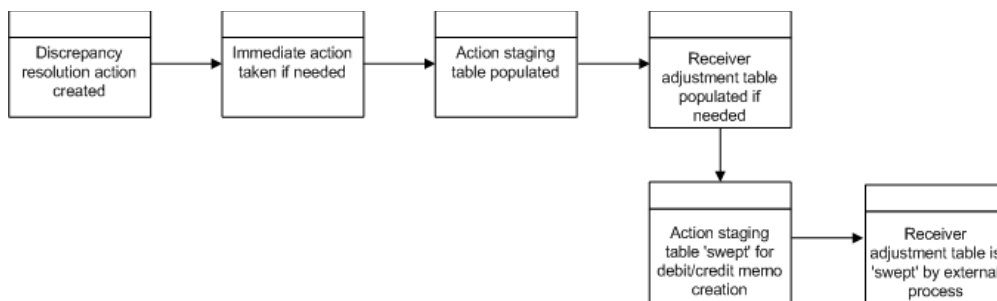 Discrepancy
resolution action
created
Immediate action
taken if needed
Action staging
table populated
Receiver
adjustment table
populated if
needed
Action staging
table 'swept' for
debit/credit memo
creation
Receiver
adjustment table is
'swept' by external
process